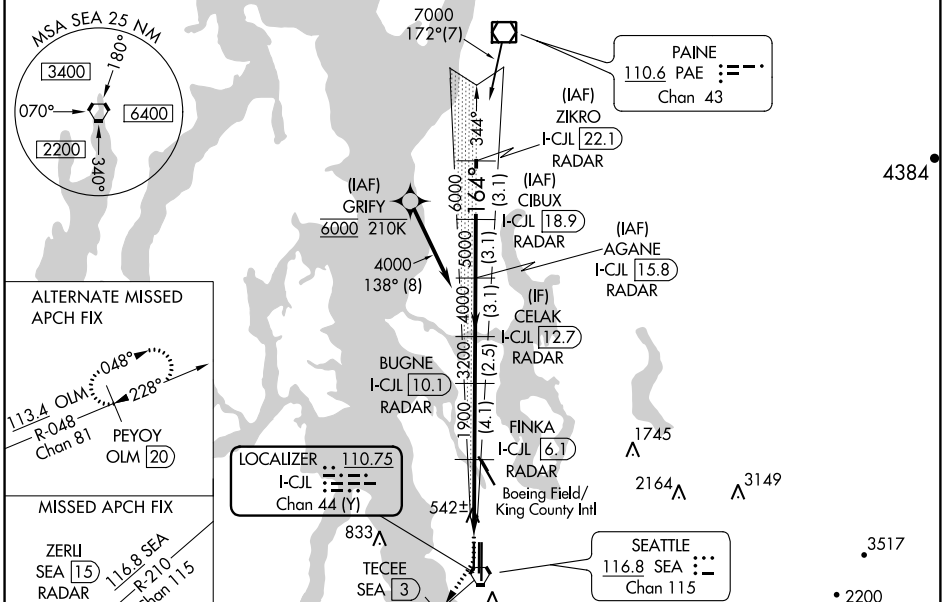 MSA SEA 25 NM
180°
3400
070°
6400
2200
340°
7000
172°(7)
PAINE
110.6 PAE
Chan 43
344°
(IAF)
ZIKRO
I-CJL 22.1
RADAR
4384
164°
6000
(3.1)
(IAF)
CIBUX
I-CJL 18.9
RADAR
(IAF)
GRIFY
6000 210K
4000
138° (8)
5000
(3.1)
(IAF)
AGANE
I-CJL 15.8
RADAR
4000
(3.1)
(IF)
CELAK
I-CJL 12.7
RADAR
ALTERNATE MISSED
APCH FIX
048°
228°
113.4 OLM
R-048
Chan 81
PEYOY
OLM 20
3200
(2.5)
BUGNE
I-CJL 10.1
RADAR
1900
(4.1)
FINKA
I-CJL 6.1
RADAR
1745
2164
3149
Boeing Field/
King County Intl
LOCALIZER 110.75
I-CJL
Chan 44 (Y)
542±
833
MISSED APCH FIX
ZERLI
SEA 15
RADAR
116.8 SEA
R-210
Chan 115
TECEE
SEA 3
SEATTLE
116.8 SEA
Chan 115
3517
2200